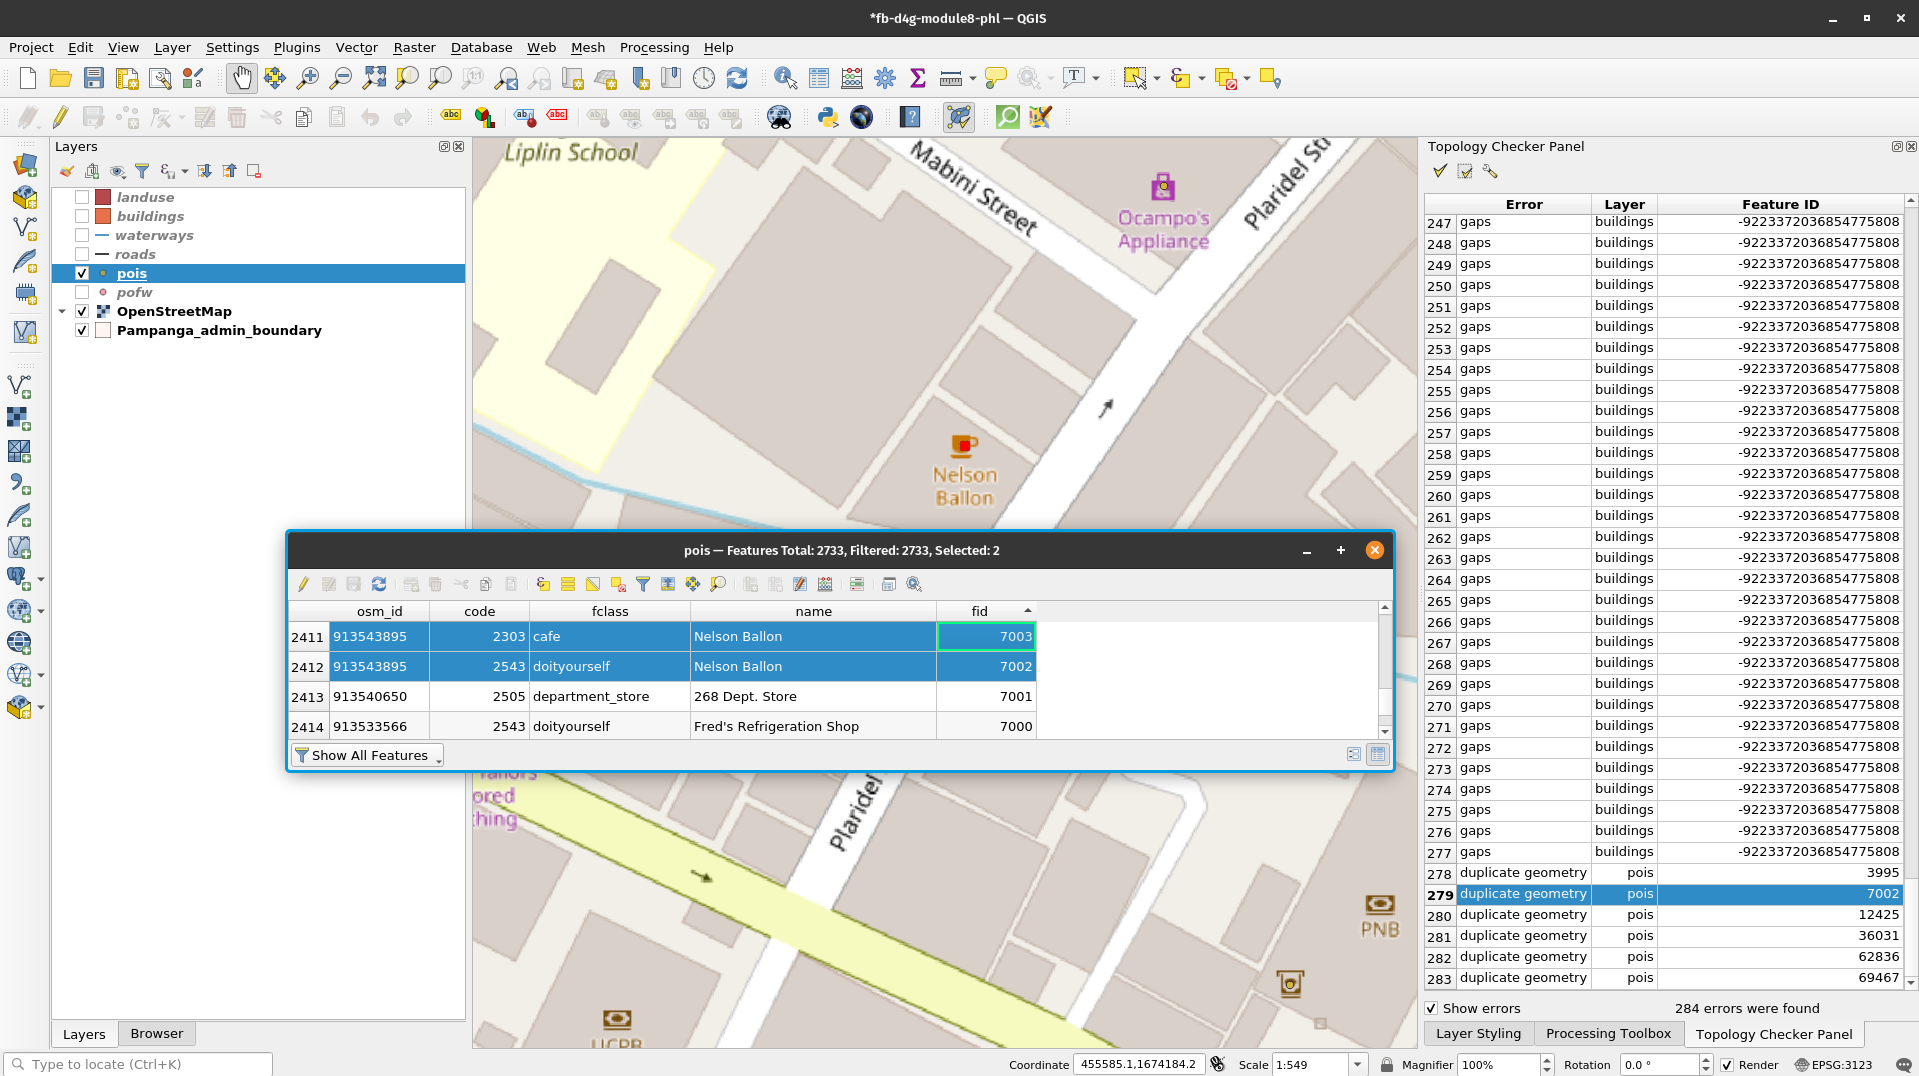 *fb-d4g-module8-phl — QGIS
Project Edit View Layer Settings Plugins Vector Raster Database Web Mesh Processing Help
Layers
landuse
buildings
waterways
roads
pois
pofw
OpenStreetMap
Pampanga_admin_boundary
Layers Browser
Liplin School
Mabini Street
Plaridel Str
Ocampo's
Appliance
Nelson
Ballon
pois — Features Total: 2733, Filtered: 2733, Selected: 2
osm_id code fclass name fid
2411 913543895 2303 cafe Nelson Ballon 7003
2412 913543895 2543 doityourself Nelson Ballon 7002
2413 913540650 2505 department_store 268 Dept. Store 7001
2414 913533566 2543 doityourself Fred's Refrigeration Shop 7000
Show All Features
ored
hing
Plaridel
PNB
UCPB
Topology Checker Panel
Error Layer Feature ID
247 gaps buildings -9223372036854775808
248 gaps buildings -9223372036854775808
249 gaps buildings -9223372036854775808
250 gaps buildings -9223372036854775808
251 gaps buildings -9223372036854775808
252 gaps buildings -9223372036854775808
253 gaps buildings -9223372036854775808
254 gaps buildings -9223372036854775808
255 gaps buildings -9223372036854775808
256 gaps buildings -9223372036854775808
257 gaps buildings -9223372036854775808
258 gaps buildings -9223372036854775808
259 gaps buildings -9223372036854775808
260 gaps buildings -9223372036854775808
261 gaps buildings -9223372036854775808
262 gaps buildings -9223372036854775808
263 gaps buildings -9223372036854775808
264 gaps buildings -9223372036854775808
265 gaps buildings -9223372036854775808
266 gaps buildings -9223372036854775808
267 gaps buildings -9223372036854775808
268 gaps buildings -9223372036854775808
269 gaps buildings -9223372036854775808
270 gaps buildings -9223372036854775808
271 gaps buildings -9223372036854775808
272 gaps buildings -9223372036854775808
273 gaps buildings -9223372036854775808
274 gaps buildings -9223372036854775808
275 gaps buildings -9223372036854775808
276 gaps buildings -9223372036854775808
277 gaps buildings -9223372036854775808
278 duplicate geometry pois 3995
279 duplicate geometry pois 7002
280 duplicate geometry pois 12425
281 duplicate geometry pois 36031
282 duplicate geometry pois 62836
283 duplicate geometry pois 69467
Show errors 284 errors were found
Layer Styling Processing Toolbox Topology Checker Panel
Type to locate (Ctrl+K) Coordinate 455585.1,1674184.2 Scale 1:549 Magnifier 100% Rotation 0.0 ° Render EPSG:3123